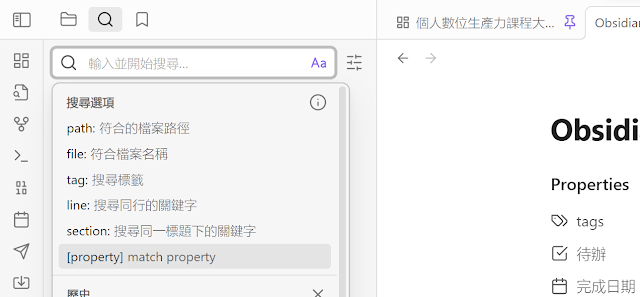 個人數位生產力課程大...
Obsidian
輸入並開始搜尋...
Aa
搜尋選項
path: 符合的檔案路徑
file: 符合檔案名稱
tag: 搜尋標籤
line: 搜尋同行的關鍵字
section: 搜尋同一標題下的關鍵字
[property] match property
歷史
Obsidi
Properties
tags
待辦
完成日期